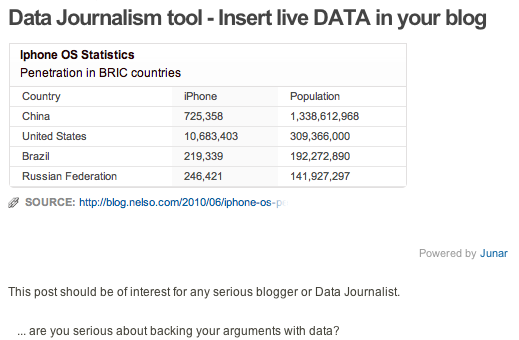 Data Journalism tool - Insert live DATA in your blog
Iphone OS Statistics
Penetration in BRIC countries
Country iPhone Population
China 725,358 1,338,612,968
United States 10,683,403 309,366,000
Brazil 219,339 192,272,890
Russian Federation 246,421 141,927,297
SOURCE: http://blog.nelso.com/2010/06/iphone-os-p
Powered by Junar
This post should be of interest for any serious blogger or Data Journalist.
... are you serious about backing your arguments with data?